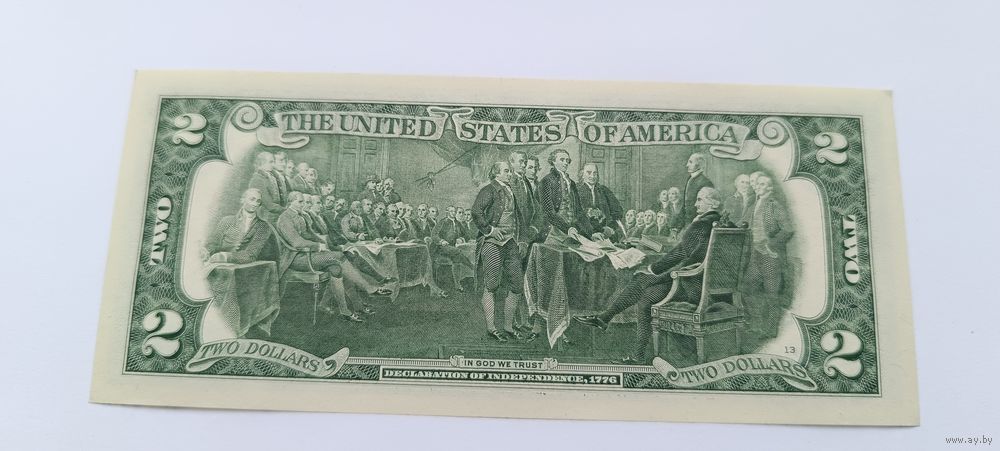 2 THE UNITED STATES OF AMERICA 2
TWO TWO
2 TWO DOLLARS IN GOD WE TRUST TWO DOLLARS 13 2
DECLARATION OF INDEPENDENCE, 1776
www.ay.by